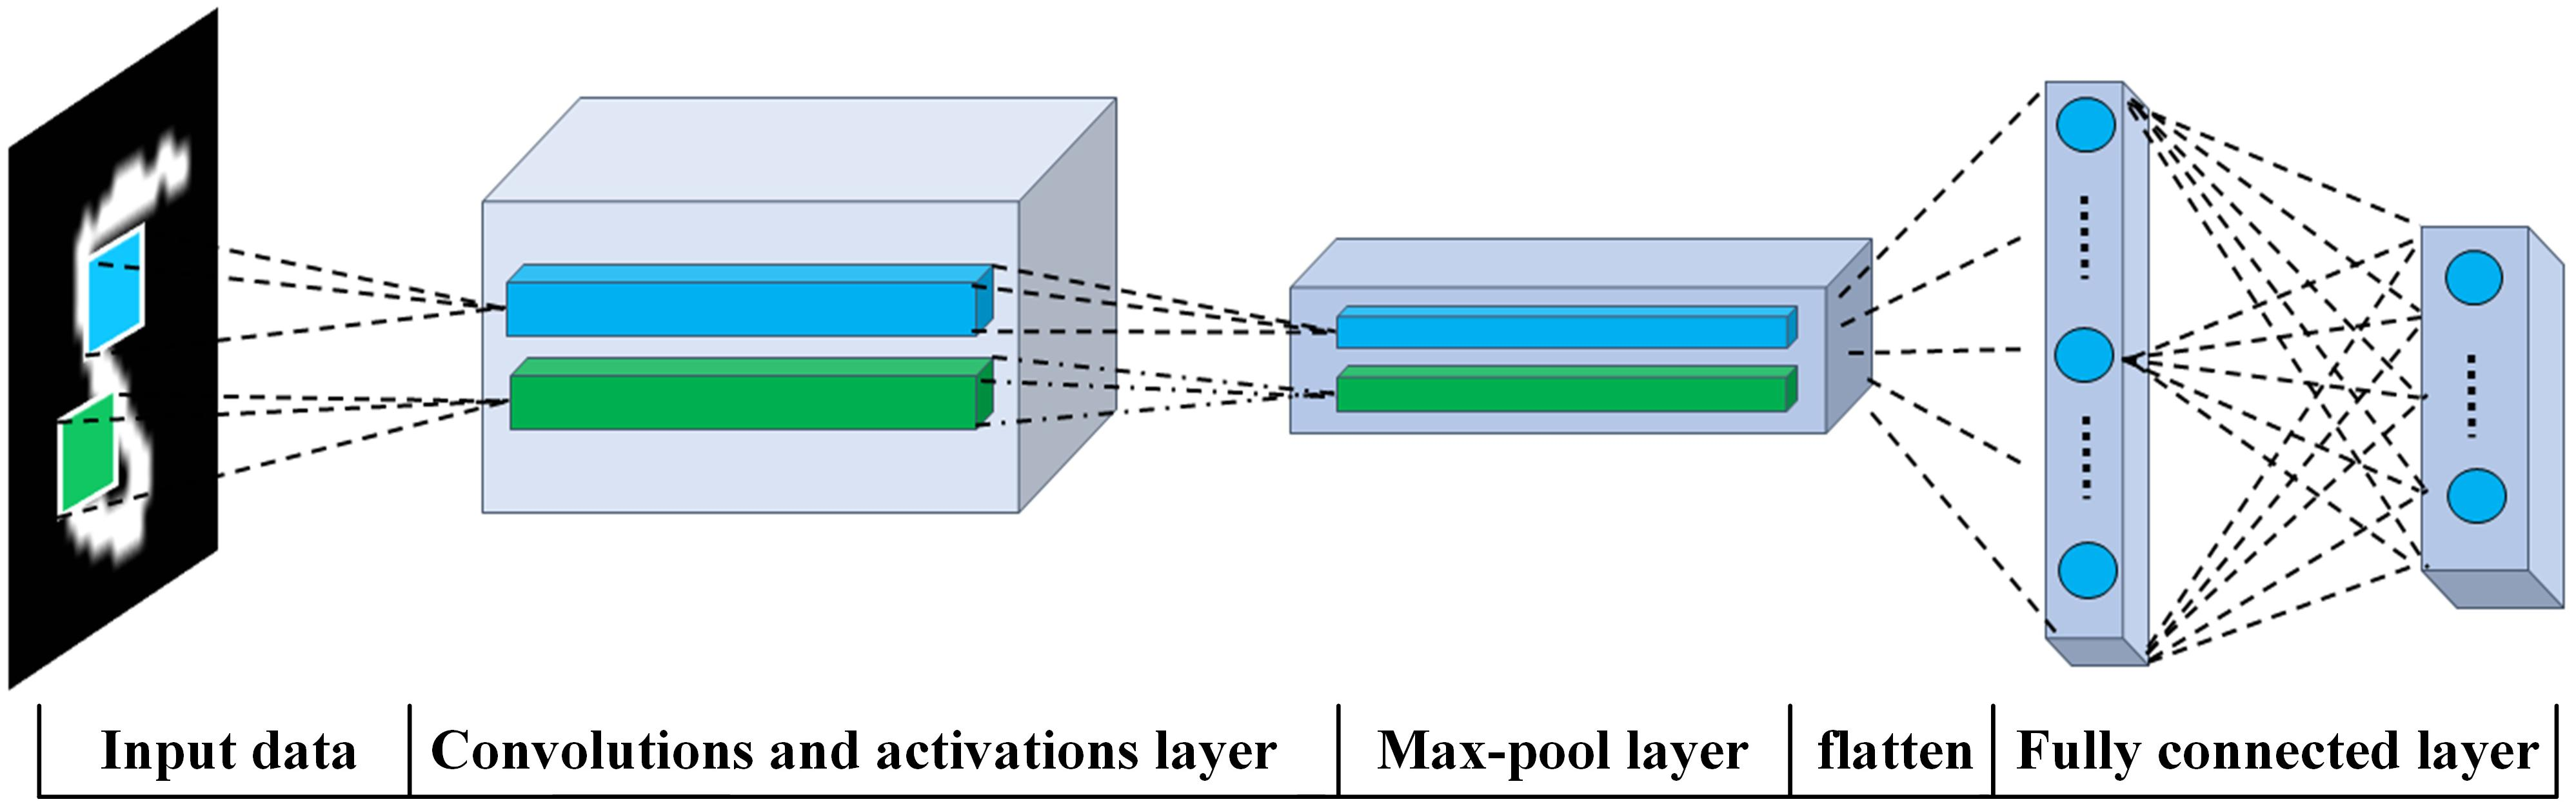 Input data
Convolutions and activations layer
Max-pool layer
flatten
Fully connected layer